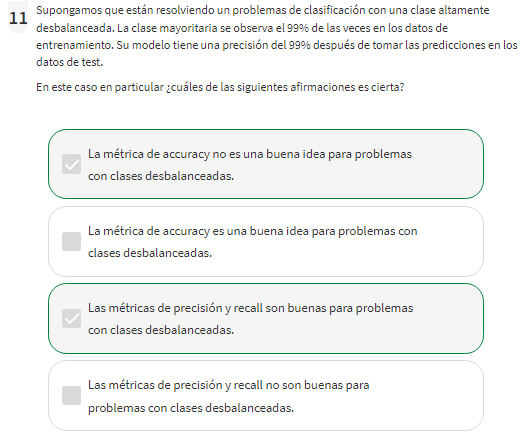 11 Supongamos que están resolviendo un problemas de clasificación con una clase altamente
desbalanceada. La clase mayoritaria se observa el 99% de las veces en los datos de
entrenamiento. Su modelo tiene una precisión del 99% después de tomar las predicciones en los
datos de test.
En este caso en particular ¿cuáles de las siguientes afirmaciones es cierta?
La métrica de accuracy no es una buena idea para problemas
con clases desbalanceadas.
La métrica de accuracy es una buena idea para problemas con
clases desbalanceadas.
Las métricas de precisión y recall son buenas para problemas
con clases desbalanceadas.
Las métricas de precisión y recall no son buenas para
problemas con clases desbalanceadas.